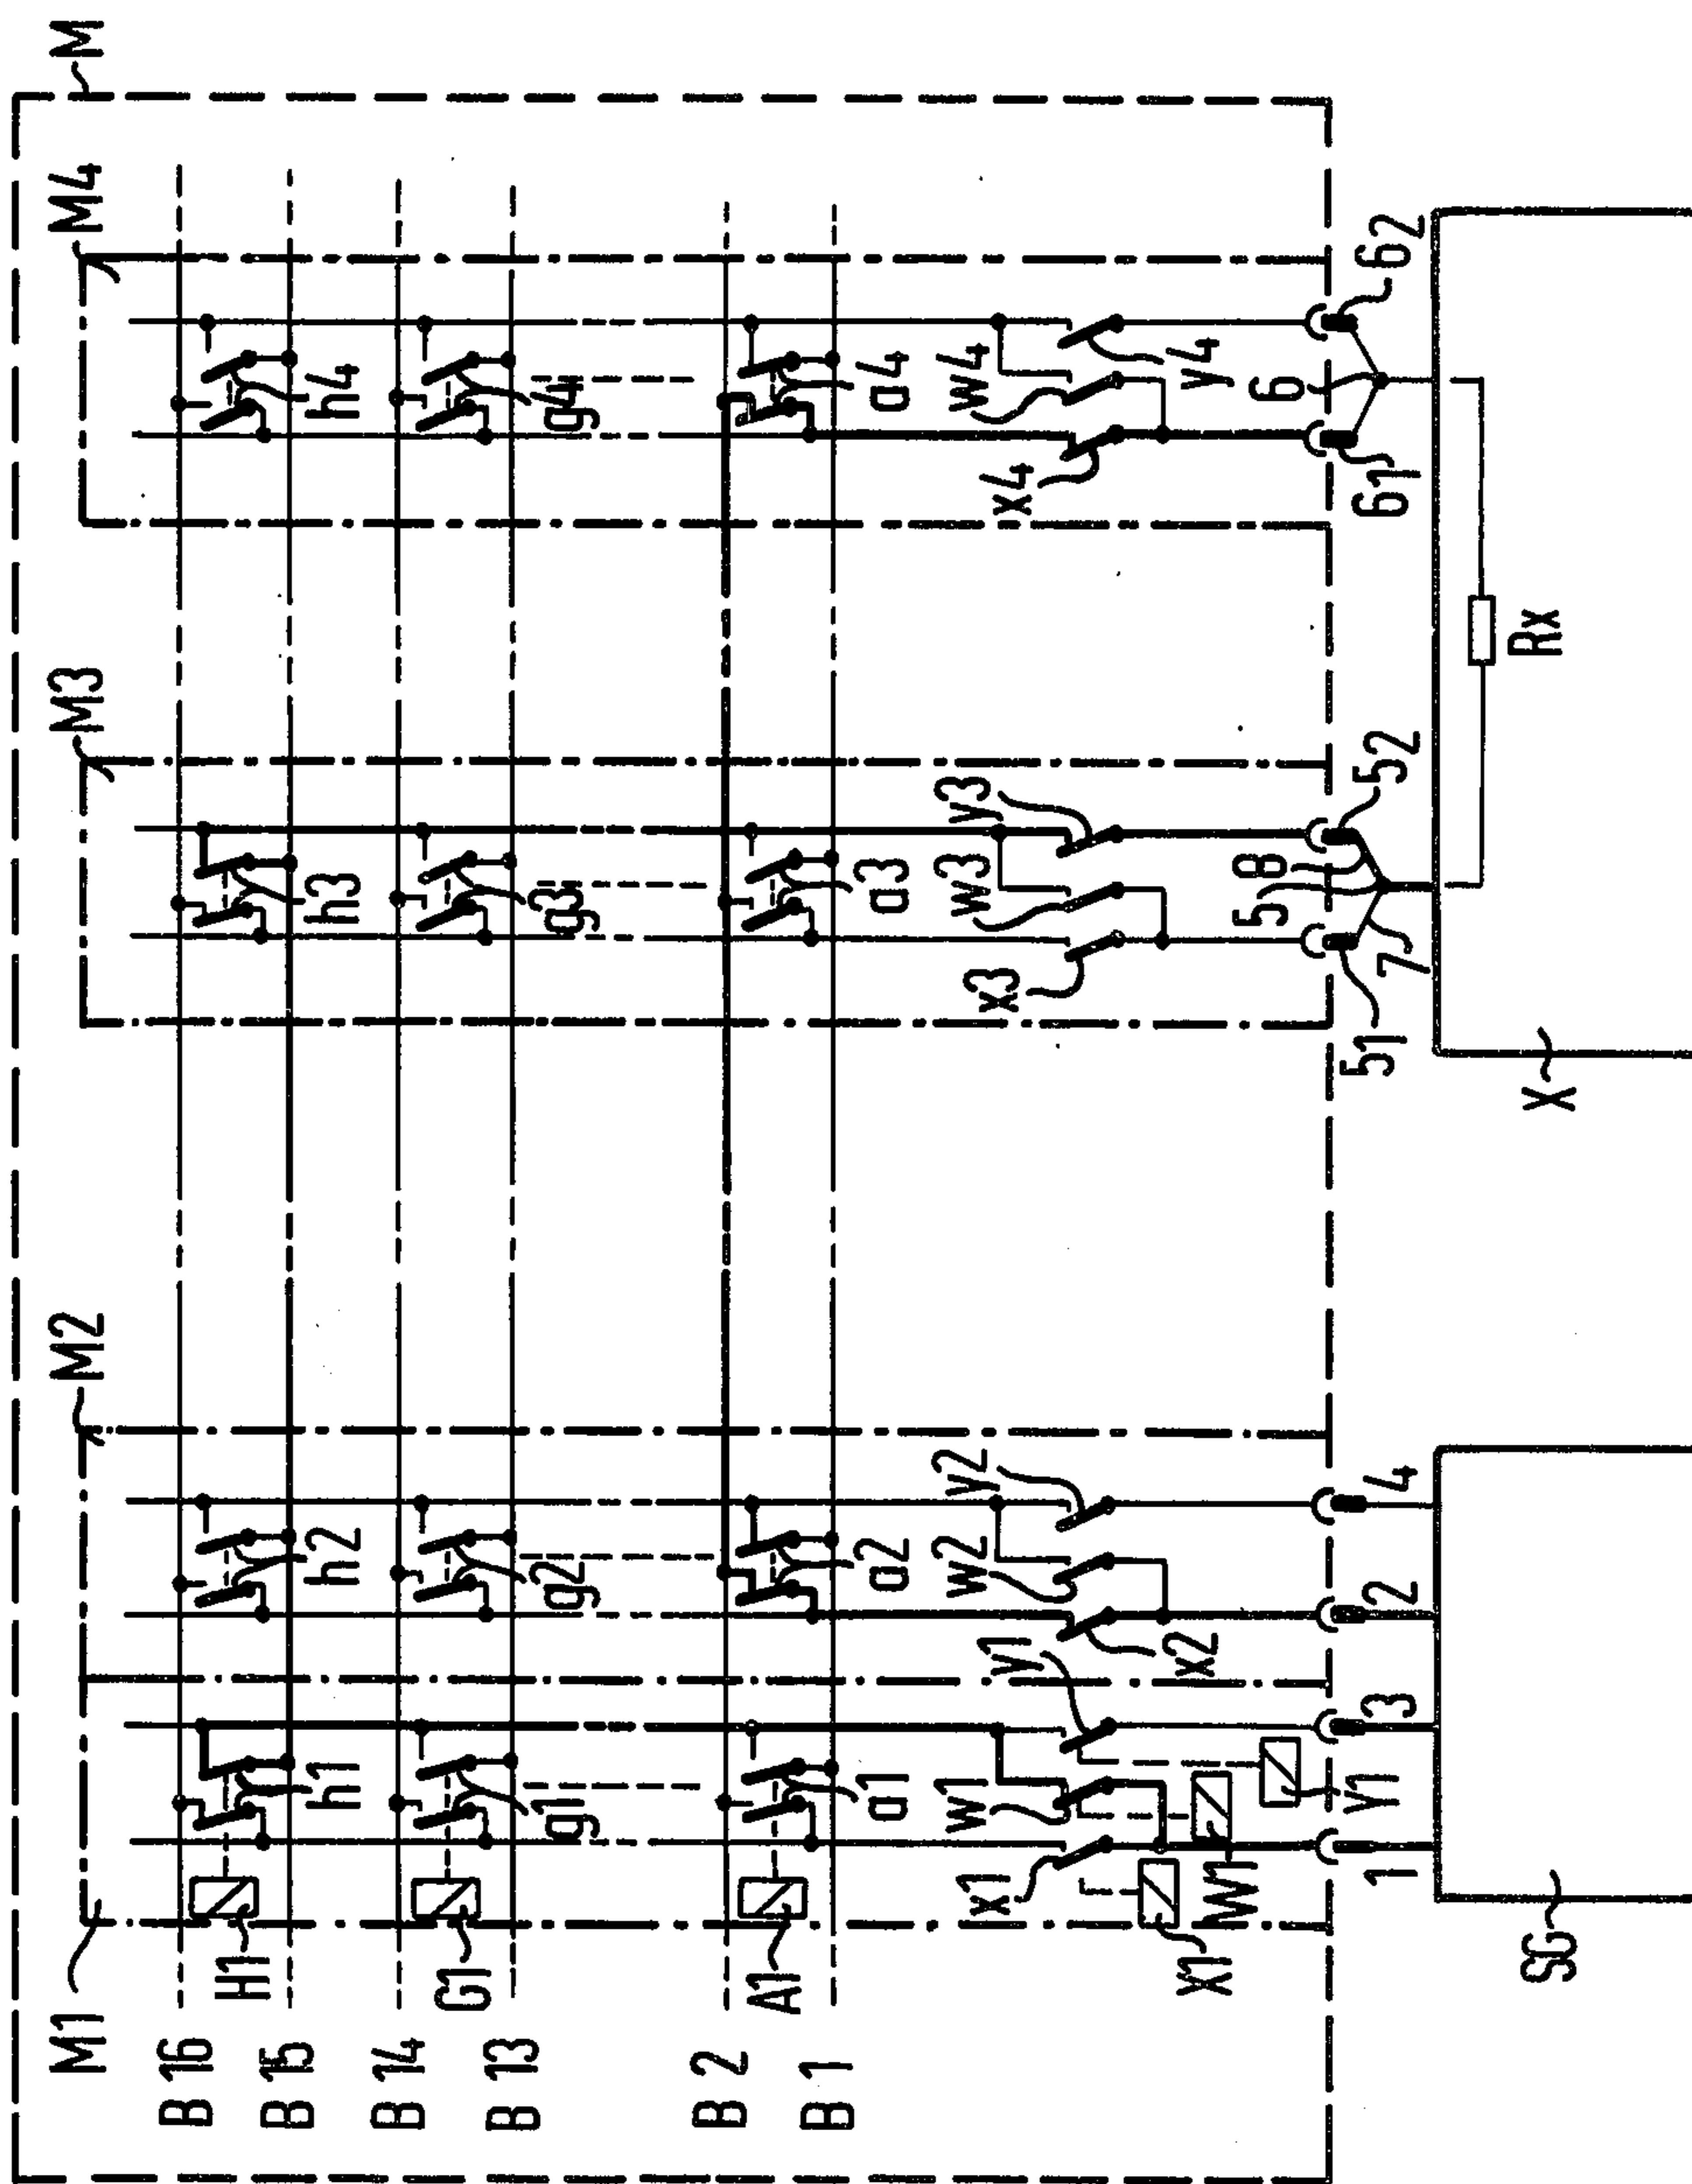 M
M4
M3
M2
M1
h4
g4
a4
w4
y4
x4
6
6₂
6₁
h3
g3
a3
y3
w3
x3
8
5
5₂
7
5₁
Rx
X
h2
g2
a2
y2
w2
x2
4
2
h1
g1
a1
y1
w1
x1
3
1
Y1
W1
X1
SG
H1
G1
A1
B 16
B 15
B 14
B 13
B 2
B 1